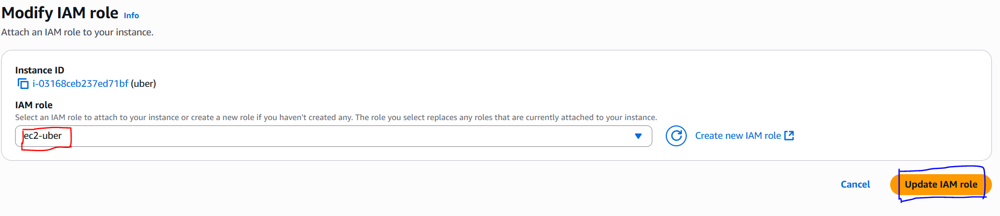 Modify IAM role Info
Attach an IAM role to your instance.
Instance ID
i-03168ceb237ed71bf (uber)
IAM role
Select an IAM role to attach to your instance or create a new role if you haven't created any. The role you select replaces any roles that are currently attached to your instance.
ec2-uber
Create new IAM role
Cancel
Update IAM role